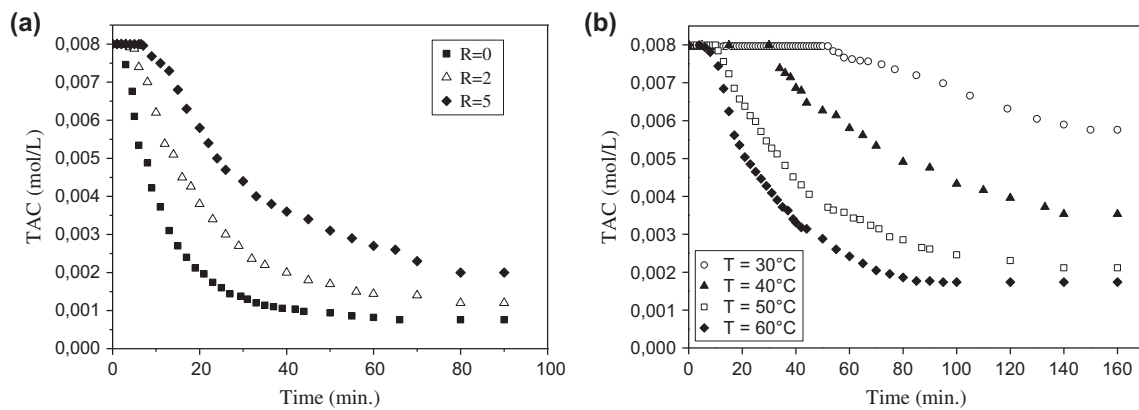 (a)
0,008
0,007
0,006
0,005
0,004
0,003
0,002
0,001
0,000
TAC (mol/L)
R=0
R=2
R=5
0 20 40 60 80 100
Time (min.)
(b)
0,008
0,007
0,006
0,005
0,004
0,003
0,002
0,001
0,000
TAC (mol/L)
T = 30°C
T = 40°C
T = 50°C
T = 60°C
0 20 40 60 80 100 120 140 160
Time (min.)